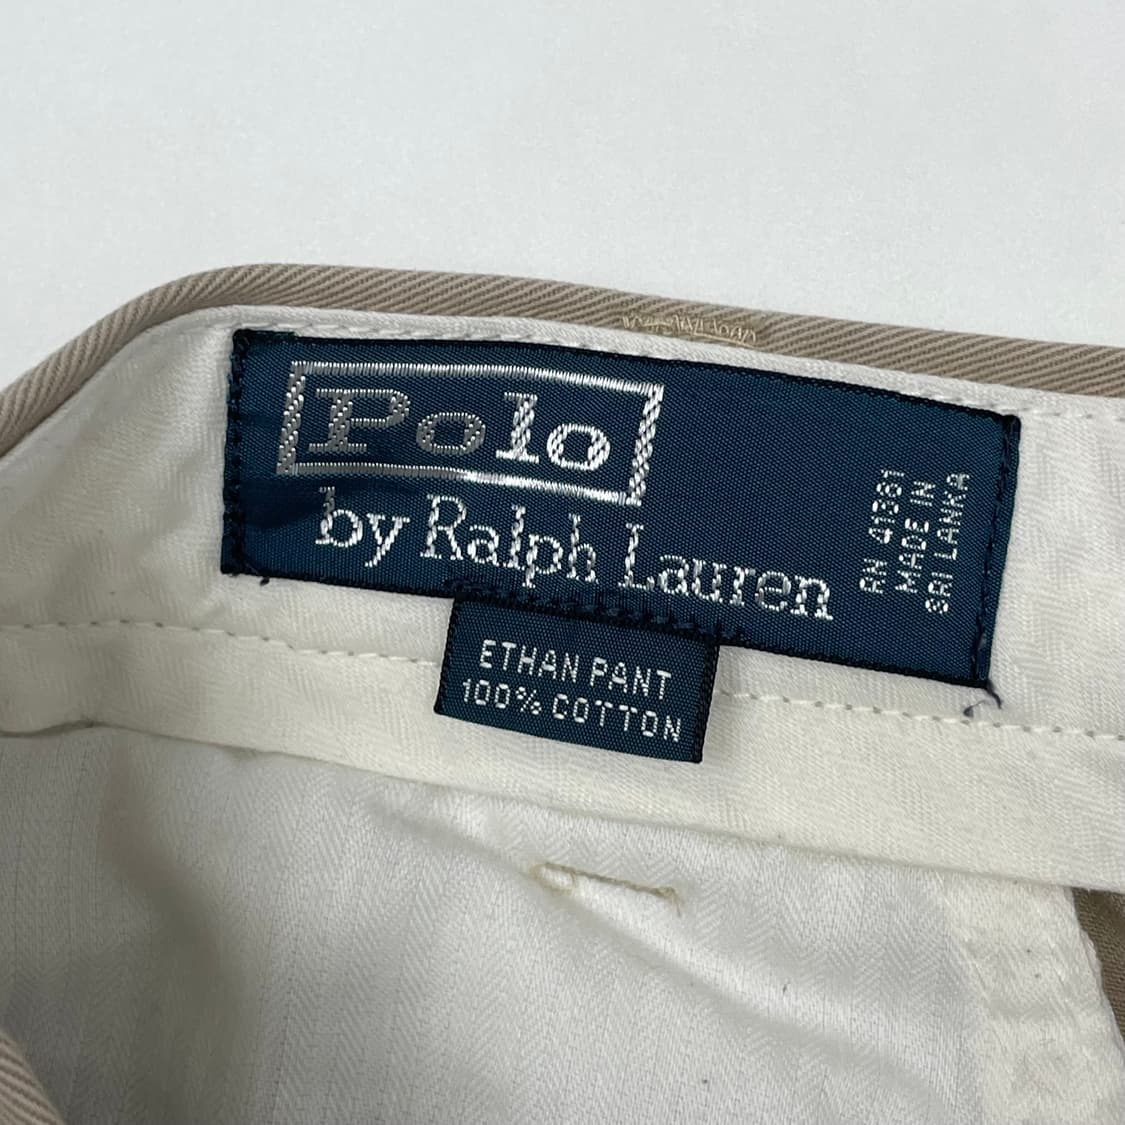 Polo
by Ralph Lauren
RN 41381
MADE IN
SRI LANKA
ETHAN PANT
100% COTTON